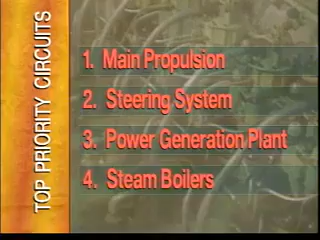 TOP PRIORITY CIRCUITS
1. Main Propulsion
2. Steering System
3. Power Generation Plant
4. Steam Boilers